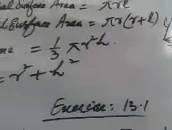 Surface Area = πrl
Surface Area = πr(r+l)
= 1/3 πr²h.
= r² + h²
Exercise: 13.1